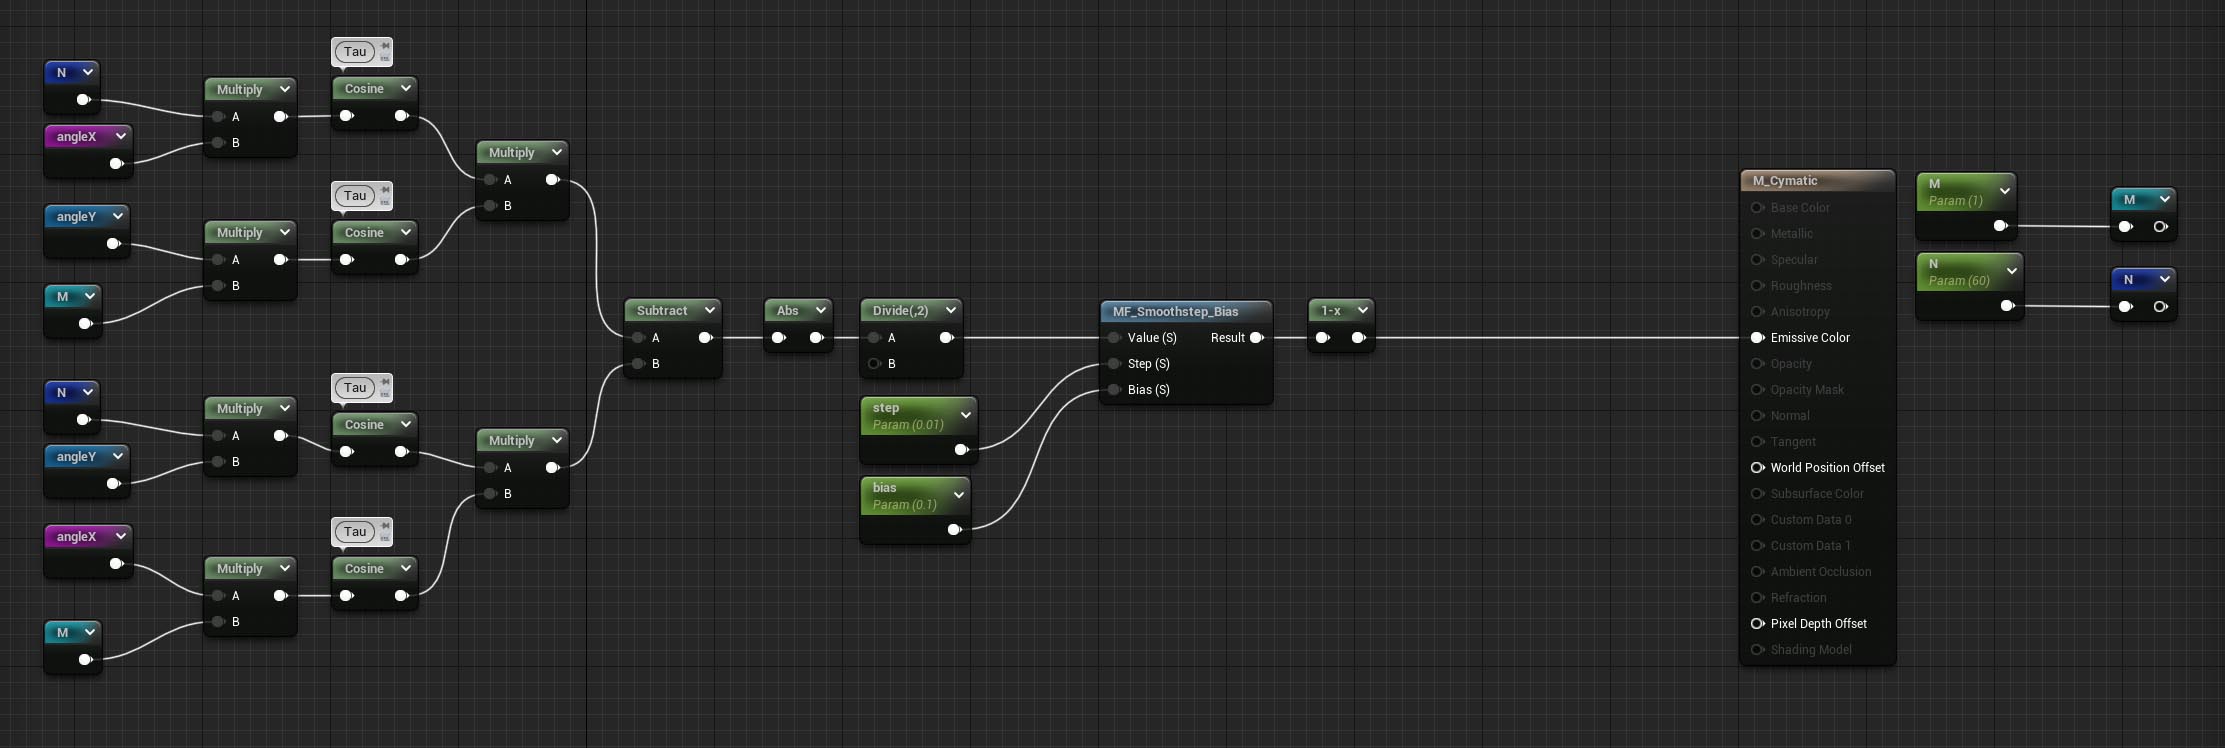 Tau
N
Multiply
Cosine
A
B
angleX
Multiply
A
B
Tau
angleY
Multiply
Cosine
A
B
M
Subtract
A
B
Abs
Divide(,2)
A
B
MF_Smoothstep_Bias
Value (S)
Result
Step (S)
Bias (S)
1-x
step
Param (0.01)
bias
Param (0.1)
Tau
N
Multiply
Cosine
A
B
angleY
Multiply
A
B
Tau
angleX
Multiply
Cosine
A
B
M
M_Cymatic
Base Color
Metallic
Specular
Roughness
Anisotropy
Emissive Color
Opacity
Opacity Mask
Normal
Tangent
World Position Offset
Subsurface Color
Custom Data 0
Custom Data 1
Ambient Occlusion
Refraction
Pixel Depth Offset
Shading Model
M
Param (1)
M
N
Param (60)
N